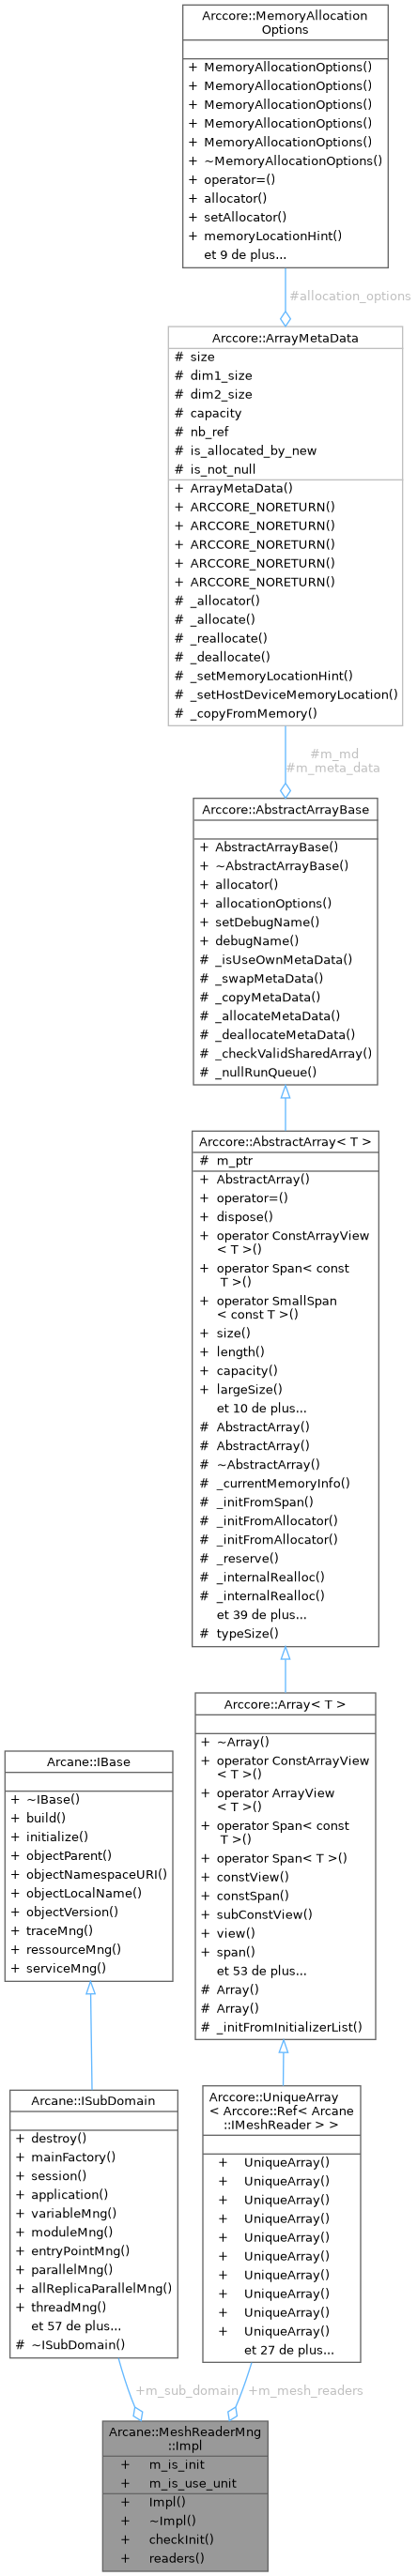 Arccore::MemoryAllocation
Options
+ MemoryAllocationOptions()
+ MemoryAllocationOptions()
+ MemoryAllocationOptions()
+ MemoryAllocationOptions()
+ MemoryAllocationOptions()
+ ~MemoryAllocationOptions()
+ operator=()
+ allocator()
+ setAllocator()
+ memoryLocationHint()
et 9 de plus...
#allocation_options
Arccore::ArrayMetaData
# size
# dim1_size
# dim2_size
# capacity
# nb_ref
# is_allocated_by_new
# is_not_null
+ ArrayMetaData()
+ ARCCORE_NORETURN()
+ ARCCORE_NORETURN()
+ ARCCORE_NORETURN()
+ ARCCORE_NORETURN()
+ ARCCORE_NORETURN()
# _allocator()
# _allocate()
# _reallocate()
# _deallocate()
# _setMemoryLocationHint()
# _setHostDeviceMemoryLocation()
# _copyFromMemory()
#m_md
#m_meta_data
Arccore::AbstractArrayBase
+ AbstractArrayBase()
+ ~AbstractArrayBase()
+ allocator()
+ allocationOptions()
+ setDebugName()
+ debugName()
# _isUseOwnMetaData()
# _swapMetaData()
# _copyMetaData()
# _allocateMetaData()
# _deallocateMetaData()
# _checkValidSharedArray()
# _nullRunQueue()
Arccore::AbstractArray< T >
# m_ptr
+ AbstractArray()
+ operator=()
+ dispose()
+ operator ConstArrayView
< T >()
+ operator Span< const
T >()
+ operator SmallSpan
< const T >()
+ size()
+ length()
+ capacity()
+ largeSize()
et 10 de plus...
# AbstractArray()
# AbstractArray()
# ~AbstractArray()
# _currentMemoryInfo()
# _initFromSpan()
# _initFromAllocator()
# _initFromAllocator()
# _reserve()
# _internalRealloc()
# _internalRealloc()
et 39 de plus...
# typeSize()
Arccore::Array< T >
+ ~Array()
+ operator ConstArrayView
< T >()
+ operator ArrayView
< T >()
+ operator Span< const
T >()
+ operator Span< T >()
+ constView()
+ constSpan()
+ subConstView()
+ view()
+ span()
et 53 de plus...
# Array()
# Array()
# _initFromInitializerList()
Arcane::IBase
+ ~IBase()
+ build()
+ initialize()
+ objectParent()
+ objectNamespaceURI()
+ objectLocalName()
+ objectVersion()
+ traceMng()
+ ressourceMng()
+ serviceMng()
Arcane::ISubDomain
+ destroy()
+ mainFactory()
+ session()
+ application()
+ variableMng()
+ moduleMng()
+ entryPointMng()
+ parallelMng()
+ allReplicaParallelMng()
+ threadMng()
et 57 de plus...
# ~ISubDomain()
Arccore::UniqueArray
< Arccore::Ref< Arcane
::IMeshReader > >
+ UniqueArray()
+ UniqueArray()
+ UniqueArray()
+ UniqueArray()
+ UniqueArray()
+ UniqueArray()
+ UniqueArray()
+ UniqueArray()
+ UniqueArray()
+ UniqueArray()
et 27 de plus...
+m_sub_domain
+m_mesh_readers
Arcane::MeshReaderMng
::Impl
+ m_is_init
+ m_is_use_unit
+ Impl()
+ ~Impl()
+ checkInit()
+ readers()